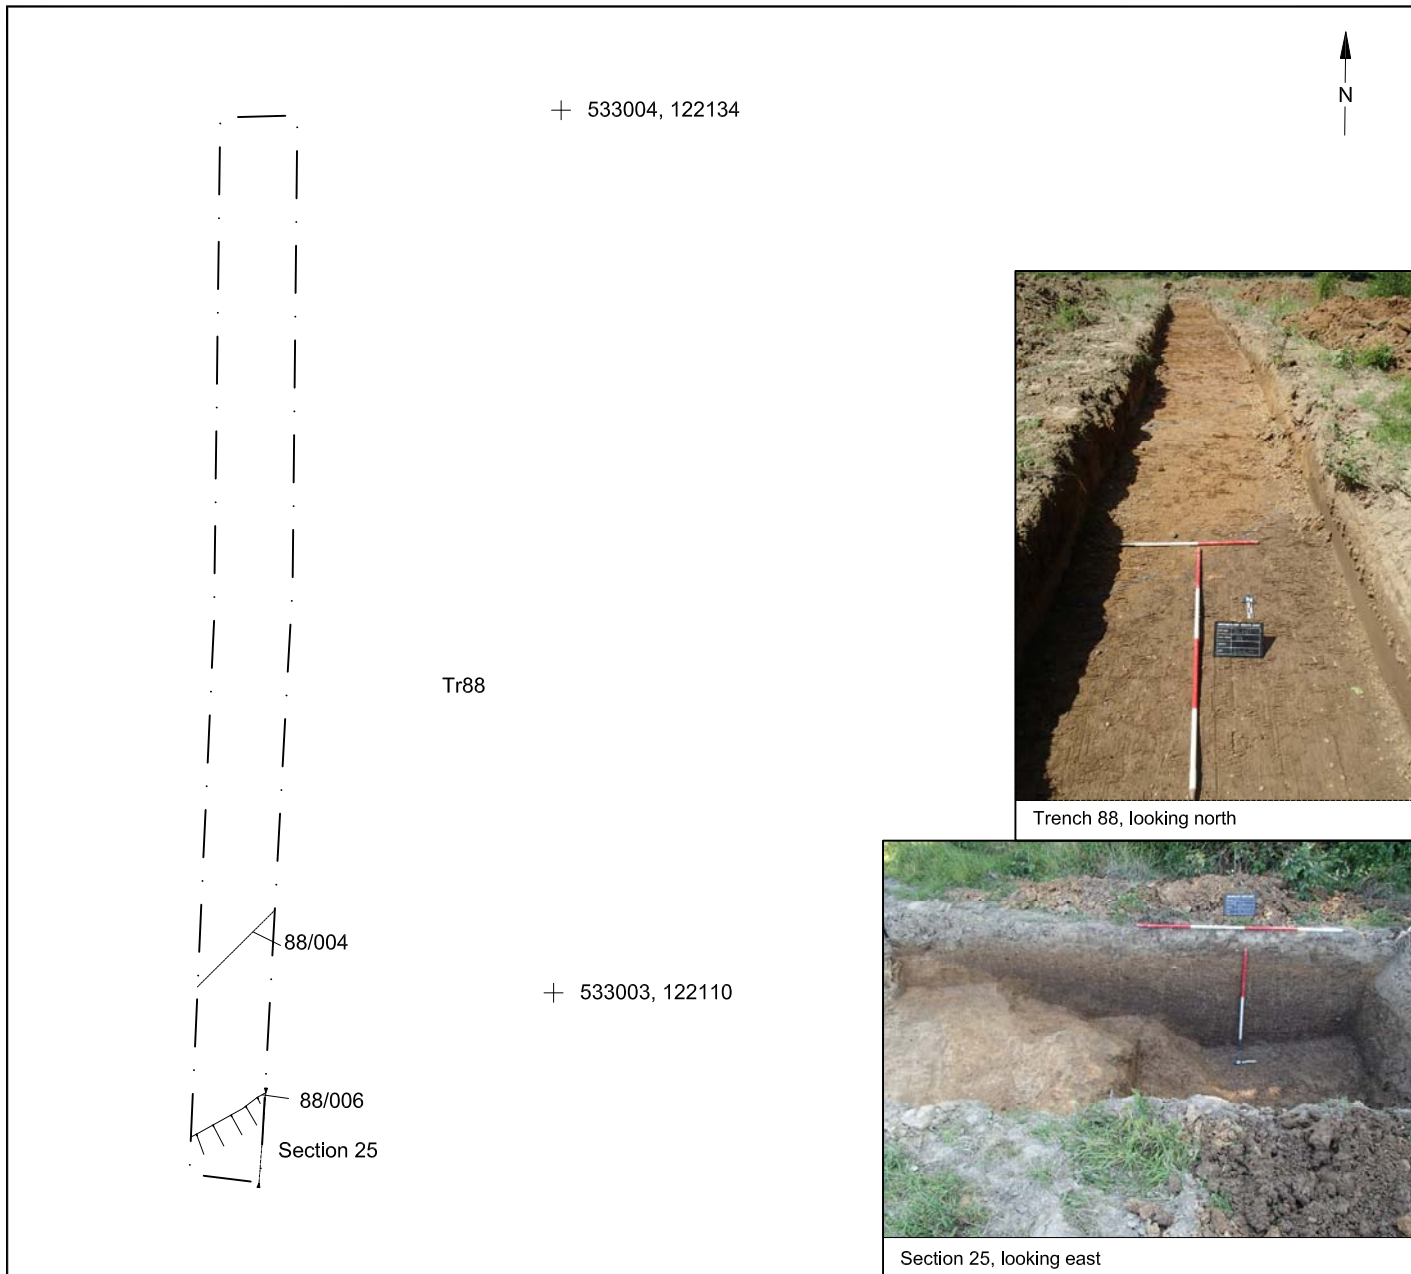 533004, 122134
N
Tr88
Trench 88, looking north
88/004
533003, 122110
88/006
Section 25
Section 25, looking east